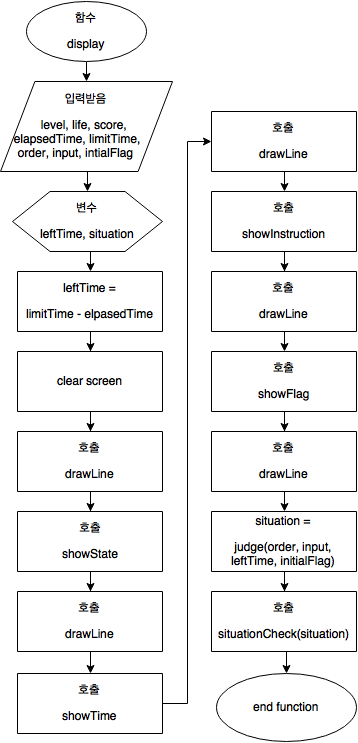 함수
display
입력받음
level, life, score,
elapsedTime, limitTime,
order, input, intialFlag
변수
leftTime, situation
leftTime =
limitTime - elpasedTime
clear screen
호출
drawLine
호출
showState
호출
drawLine
호출
showTime
호출
drawLine
호출
showInstruction
호출
drawLine
호출
showFlag
호출
drawLine
situation =
judge(order, input,
leftTime, initialFlag)
호출
situationCheck(situation)
end function